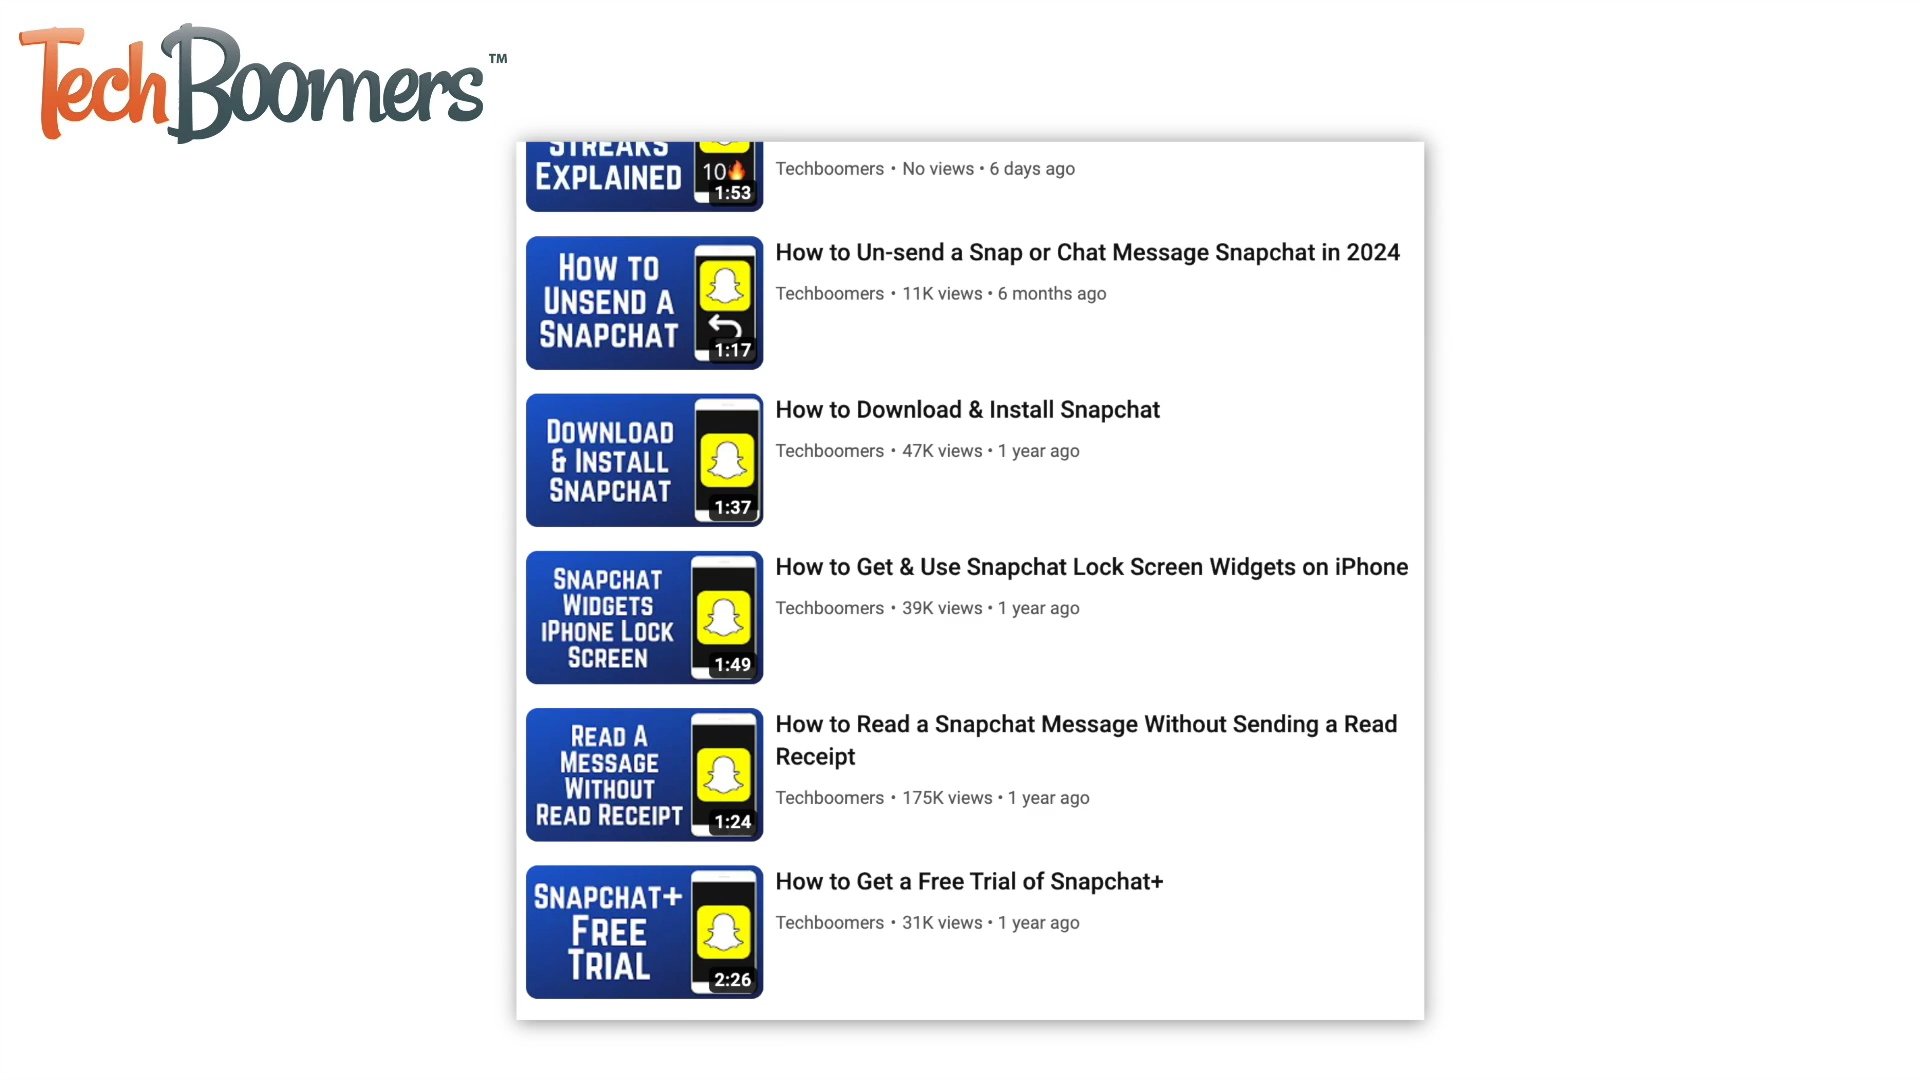 TechBoomers™
STREAKS
EXPLAINED
10🔥
1:53
Techboomers • No views • 6 days ago
HOW TO
UNSEND A
SNAPCHAT
1:17
How to Un-send a Snap or Chat Message Snapchat in 2024
Techboomers • 11K views • 6 months ago
DOWNLOAD
& INSTALL
SNAPCHAT
1:37
How to Download & Install Snapchat
Techboomers • 47K views • 1 year ago
SNAPCHAT
WIDGETS
iPHONE LOCK
SCREEN
1:49
How to Get & Use Snapchat Lock Screen Widgets on iPhone
Techboomers • 39K views • 1 year ago
READ A
MESSAGE
WITHOUT
READ RECEIPT
1:24
How to Read a Snapchat Message Without Sending a Read
Receipt
Techboomers • 175K views • 1 year ago
SNAPCHAT+
FREE
TRIAL
2:26
How to Get a Free Trial of Snapchat+
Techboomers • 31K views • 1 year ago